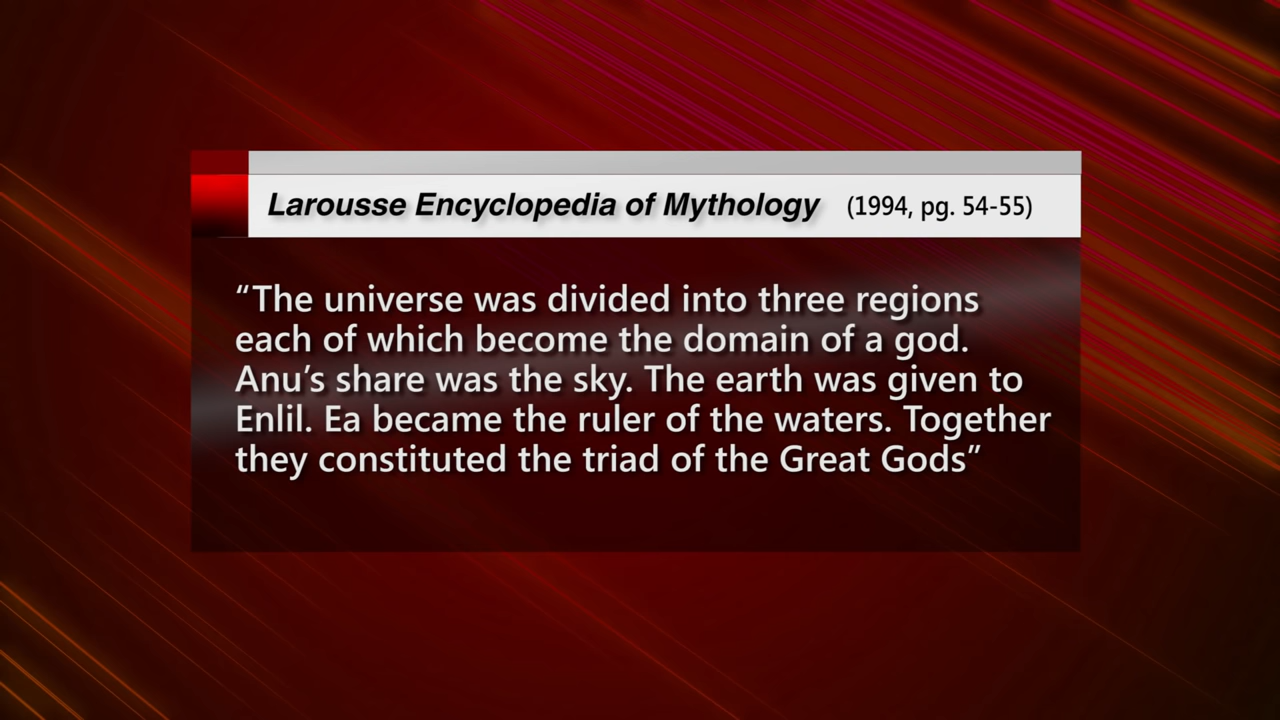 Larousse Encyclopedia of Mythology (1994, pg. 54-55)
“The universe was divided into three regions
each of which become the domain of a god.
Anu’s share was the sky. The earth was given to
Enlil. Ea became the ruler of the waters. Together
they constituted the triad of the Great Gods”